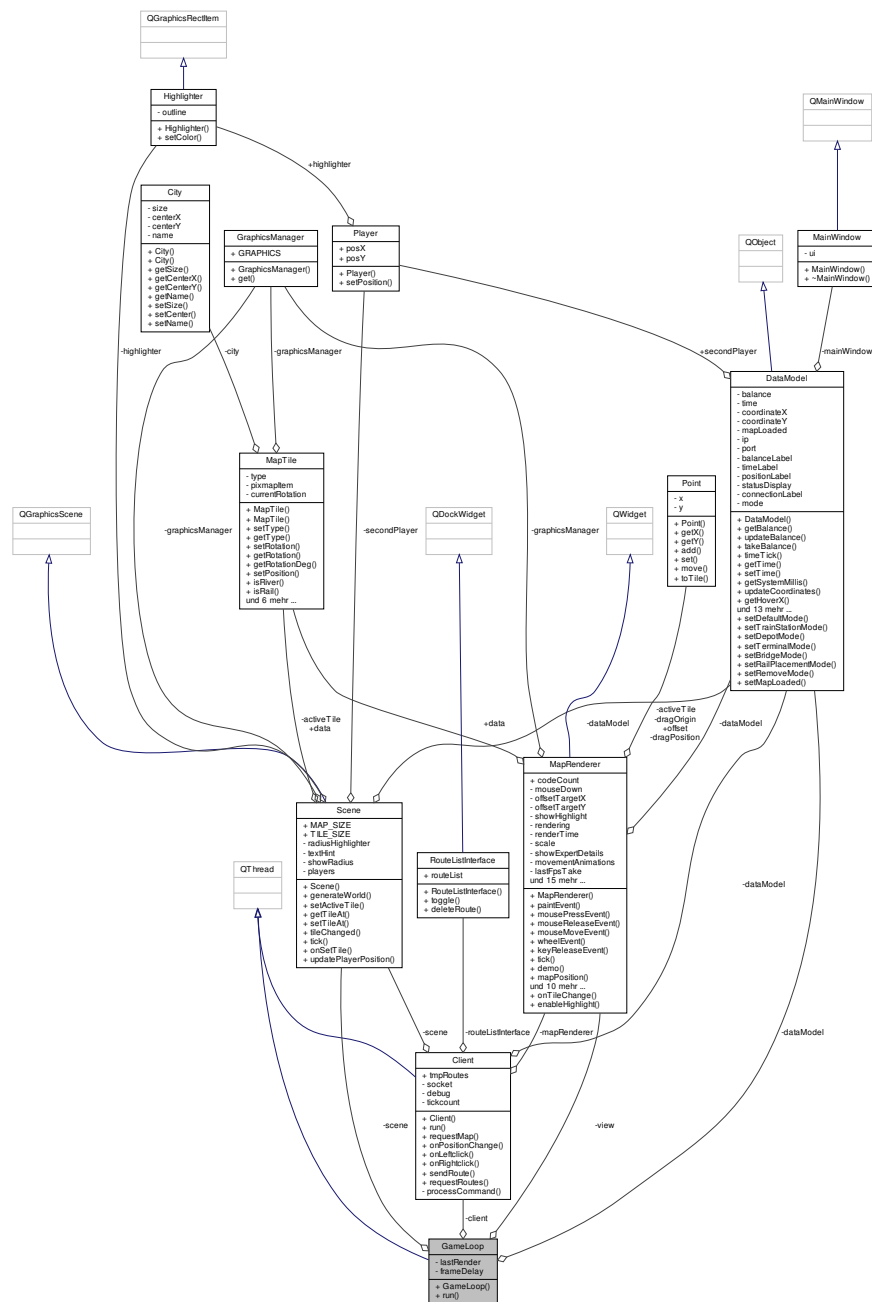 QGraphicsRectItem
Highlighter
- outline
+ Highlighter()
+ setColor()
QMainWindow
+highlighter
City
- size
- centerX
- centerY
- name
+ City()
+ City()
+ getSize()
+ getCenterX()
+ getCenterY()
+ getName()
+ setSize()
+ setCenter()
+ setName()
GraphicsManager
+ GRAPHICS
+ GraphicsManager()
+ get()
Player
+ posX
+ posY
+ Player()
+ setPosition()
QObject
MainWindow
- ui
+ MainWindow()
+ ~MainWindow()
-highlighter
-city
-graphicsManager
+secondPlayer
-mainWindow
DataModel
- balance
- time
- coordinateX
- coordinateY
- mapLoaded
- ip
- port
- balanceLabel
- timeLabel
- positionLabel
- statusDisplay
- connectionLabel
- mode
+ DataModel()
+ getBalance()
+ updateBalance()
+ takeBalance()
+ timeTick()
+ getTime()
+ setTime()
+ getSystemMillis()
+ updateCoordinates()
+ getHoverX()
und 13 mehr ...
+ setDefaultMode()
+ setTrainStationMode()
+ setDepotMode()
+ setTerminalMode()
+ setBridgeMode()
+ setRailPlacementMode()
+ setRemoveMode()
+ setMapLoaded()
MapTile
- type
- pixmapItem
- currentRotation
+ MapTile()
+ MapTile()
+ setType()
+ getType()
+ setRotation()
+ getRotation()
+ getRotationDeg()
+ setPosition()
+ isRiver()
+ isRail()
und 6 mehr ...
Point
- x
- y
+ Point()
+ getX()
+ getY()
+ add()
+ set()
+ move()
+ toTile()
QGraphicsScene
-graphicsManager
-secondPlayer
QDockWidget
-graphicsManager
QWidget
-activeTile
+data
+data
-dataModel
-activeTile
-dragOrigin
+offset
-dragPosition
-dataModel
MapRenderer
+ codeCount
- mouseDown
- offsetTargetX
- offsetTargetY
- showHighlight
- rendering
- renderTime
- scale
- showExpertDetails
- movementAnimations
- lastFpsTake
und 15 mehr ...
+ MapRenderer()
+ paintEvent()
+ mousePressEvent()
+ mouseReleaseEvent()
+ mouseMoveEvent()
+ wheelEvent()
+ keyReleaseEvent()
+ tick()
+ demo()
+ mapPosition()
und 10 mehr ...
+ onTileChange()
+ enableHighlight()
Scene
+ MAP_SIZE
+ TILE_SIZE
- radiusHighlighter
- textHint
- showRadius
- players
+ Scene()
+ generateWorld()
+ setActiveTile()
+ getTileAt()
+ setTileAt()
+ tileChanged()
+ tick()
+ onSetTile()
+ updatePlayerPosition()
QThread
RouteListInterface
+ routeList
+ RouteListInterface()
+ toggle()
+ deleteRoute()
-dataModel
-scene
-routeListInterface
-mapRenderer
-dataModel
Client
+ tmpRoutes
- socket
- debug
- tickcount
+ Client()
+ run()
+ requestMap()
+ onPositionChange()
+ onLeftclick()
+ onRightclick()
+ sendRoute()
+ requestRoutes()
- processCommand()
-scene
-view
-client
GameLoop
- lastRender
- frameDelay
+ GameLoop()
+ run()